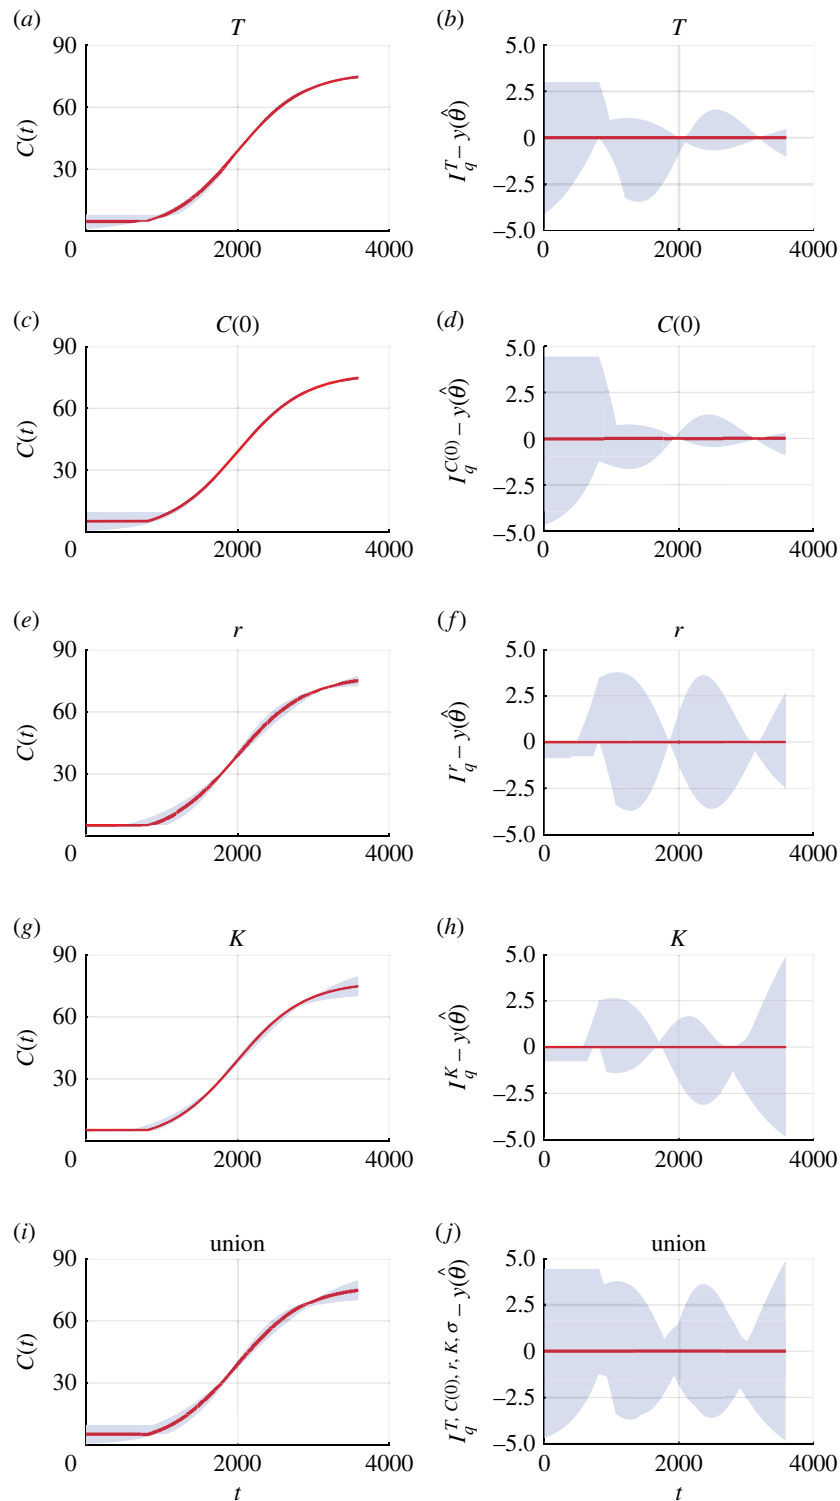 (a) T
C(t)
90
60
30
0 2000 4000
(b) T
I_q^T – y(θ̂)
5.0
2.5
0
–2.5
–5.0
0 2000 4000
(c) C(0)
C(t)
90
60
30
0 2000 4000
(d) C(0)
I_q^{C(0)} – y(θ̂)
5.0
2.5
0
–2.5
–5.0
0 2000 4000
(e) r
C(t)
90
60
30
0 2000 4000
(f) r
I_q^r – y(θ̂)
5.0
2.5
0
–2.5
–5.0
0 2000 4000
(g) K
C(t)
90
60
30
0 2000 4000
(h) K
I_q^K – y(θ̂)
5.0
2.5
0
–2.5
–5.0
0 2000 4000
(i) union
C(t)
90
60
30
0 2000 4000
t
(j) union
I_q^{T, C(0), r, K, σ} – y(θ̂)
5.0
2.5
0
–2.5
–5.0
0 2000 4000
t